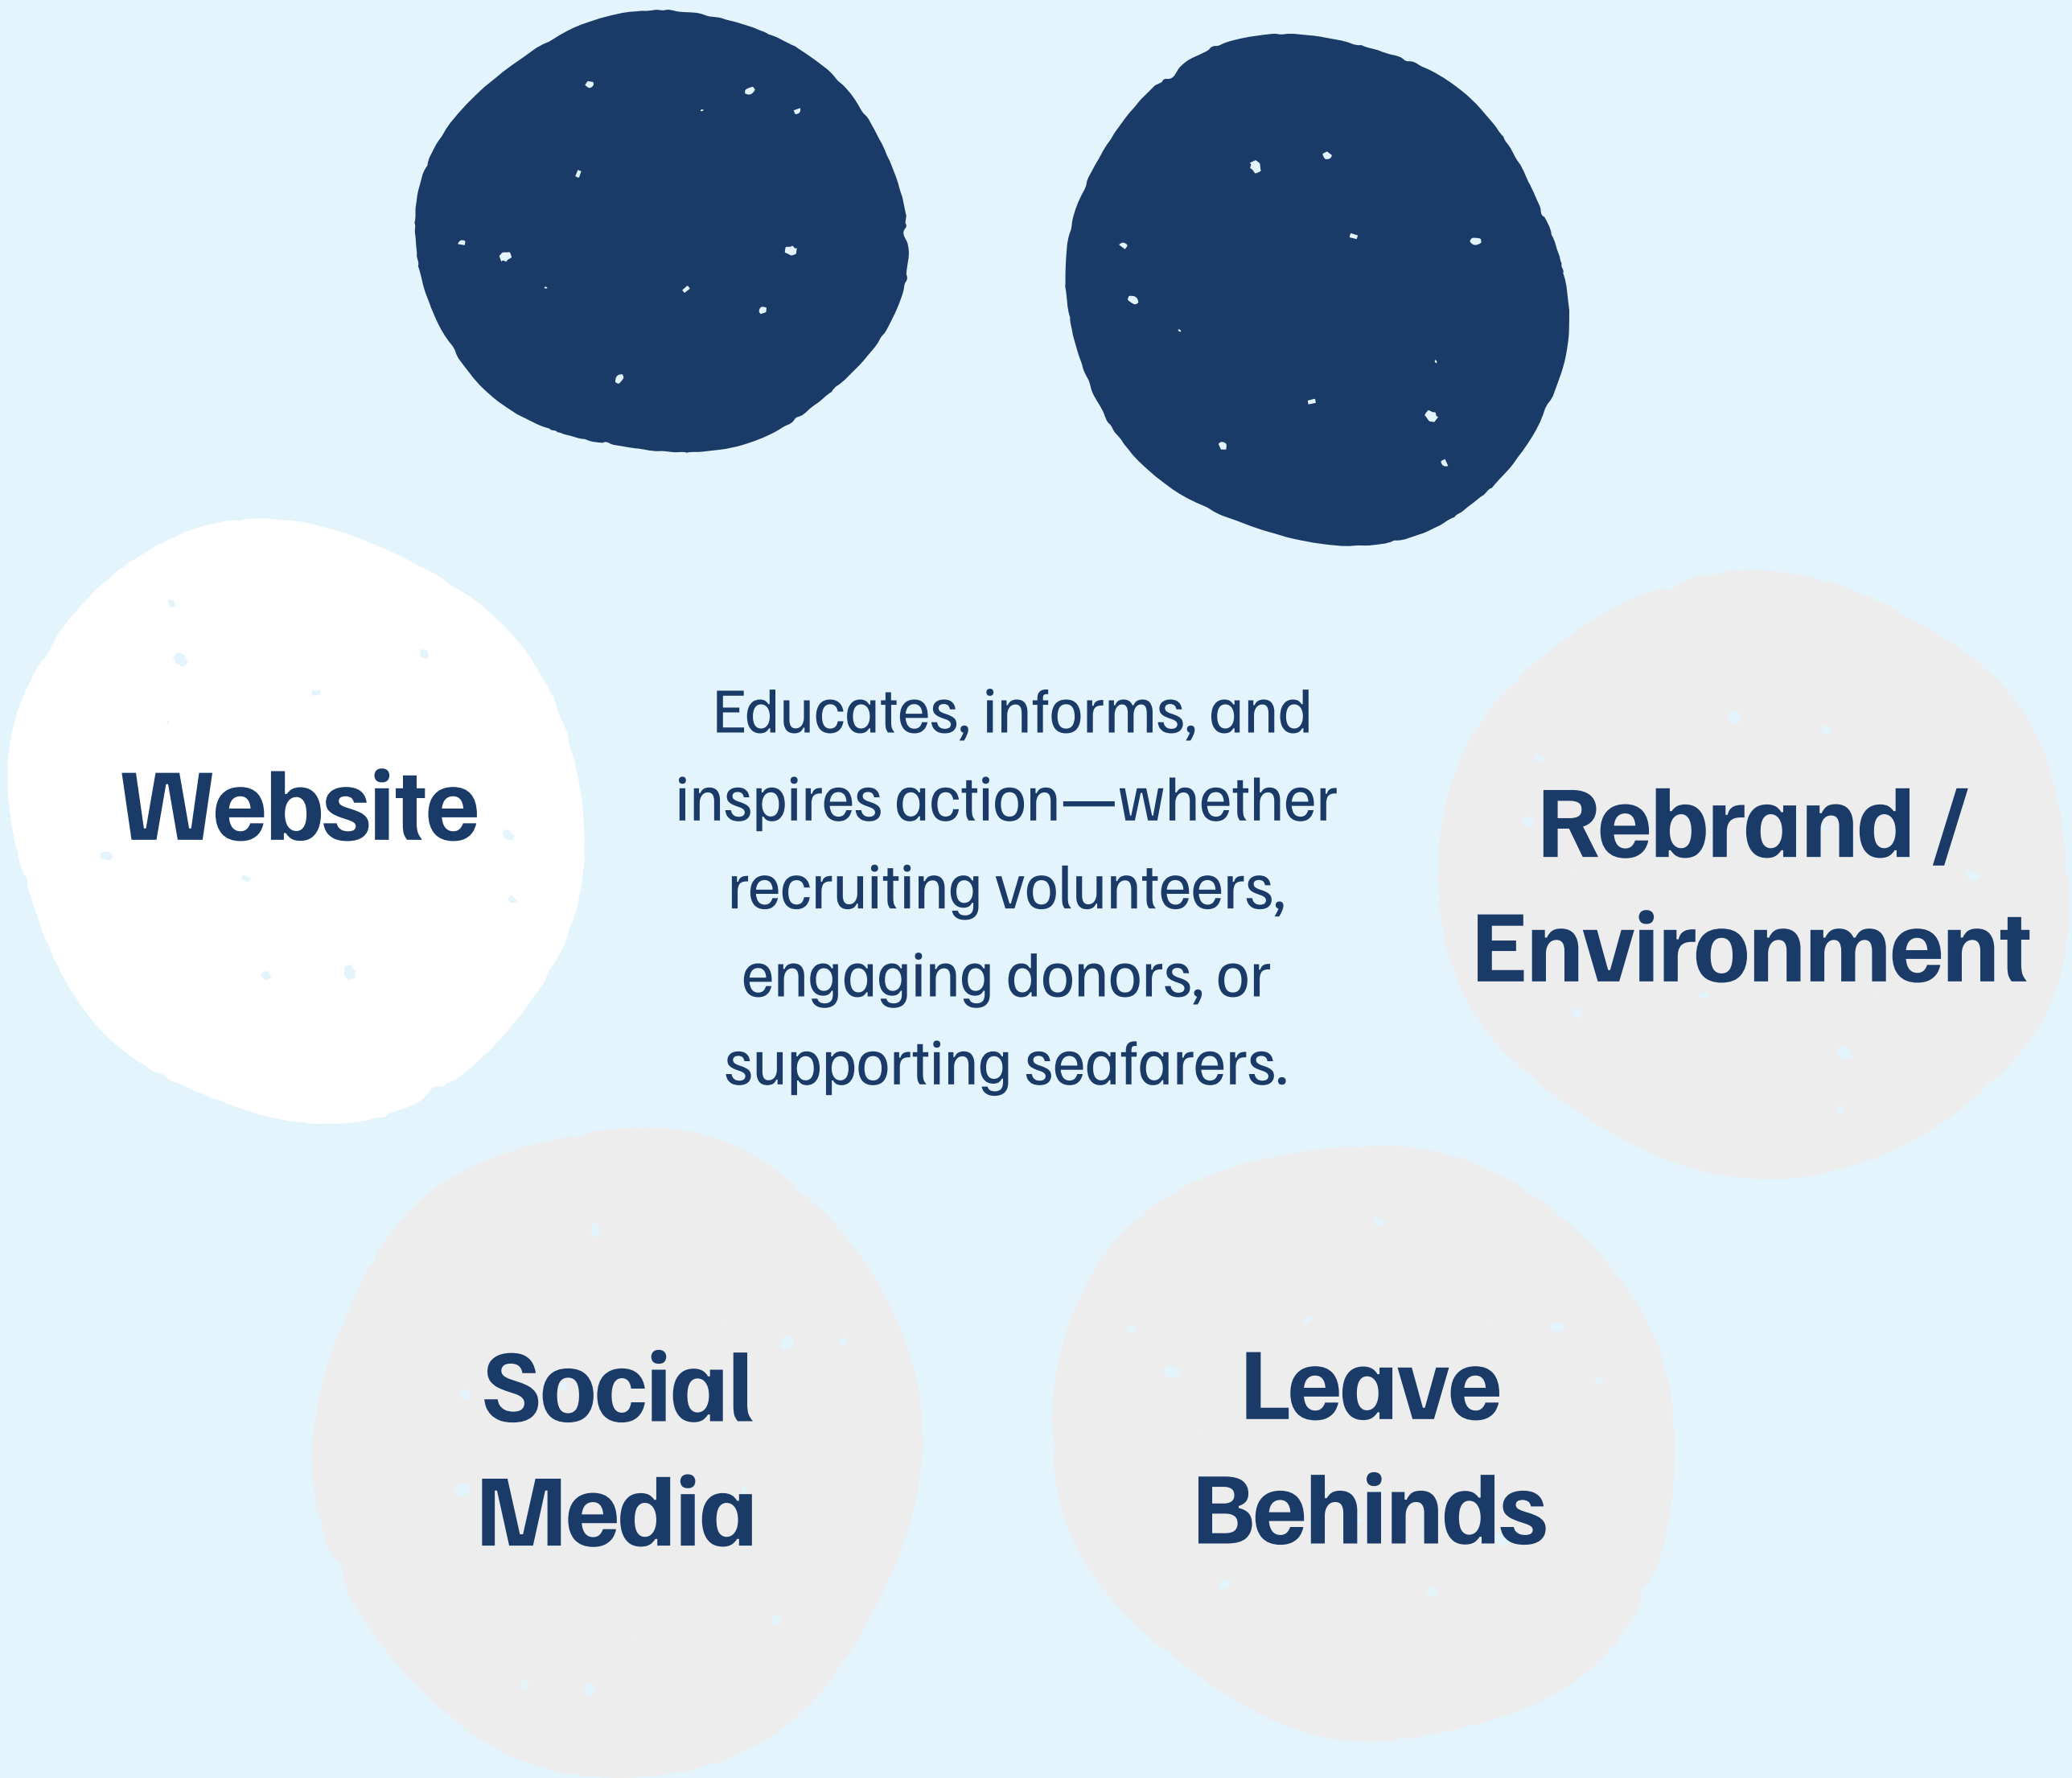 Educates, informs, and
inspires action—whether
recruiting volunteers,
engaging donors, or
supporting seafarers.
Website
Rebrand /
Environment
Social
Media
Leave
Behinds